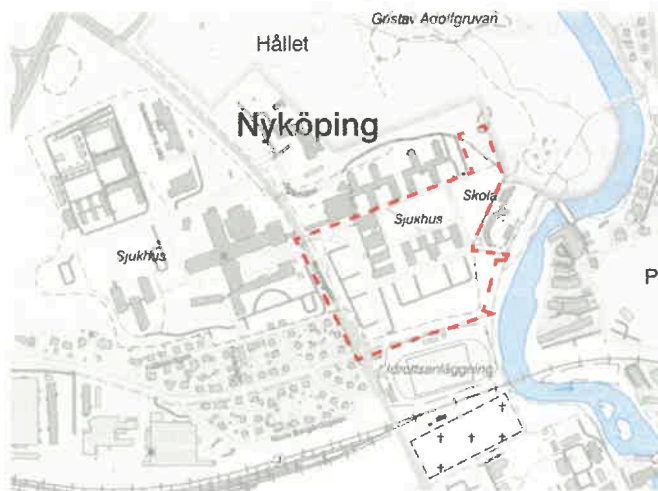 Gustav Adolfgruvan
Hållet
Nyköping
Skola
Sjukhus
Sjukhus
P
Idrottsanläggning